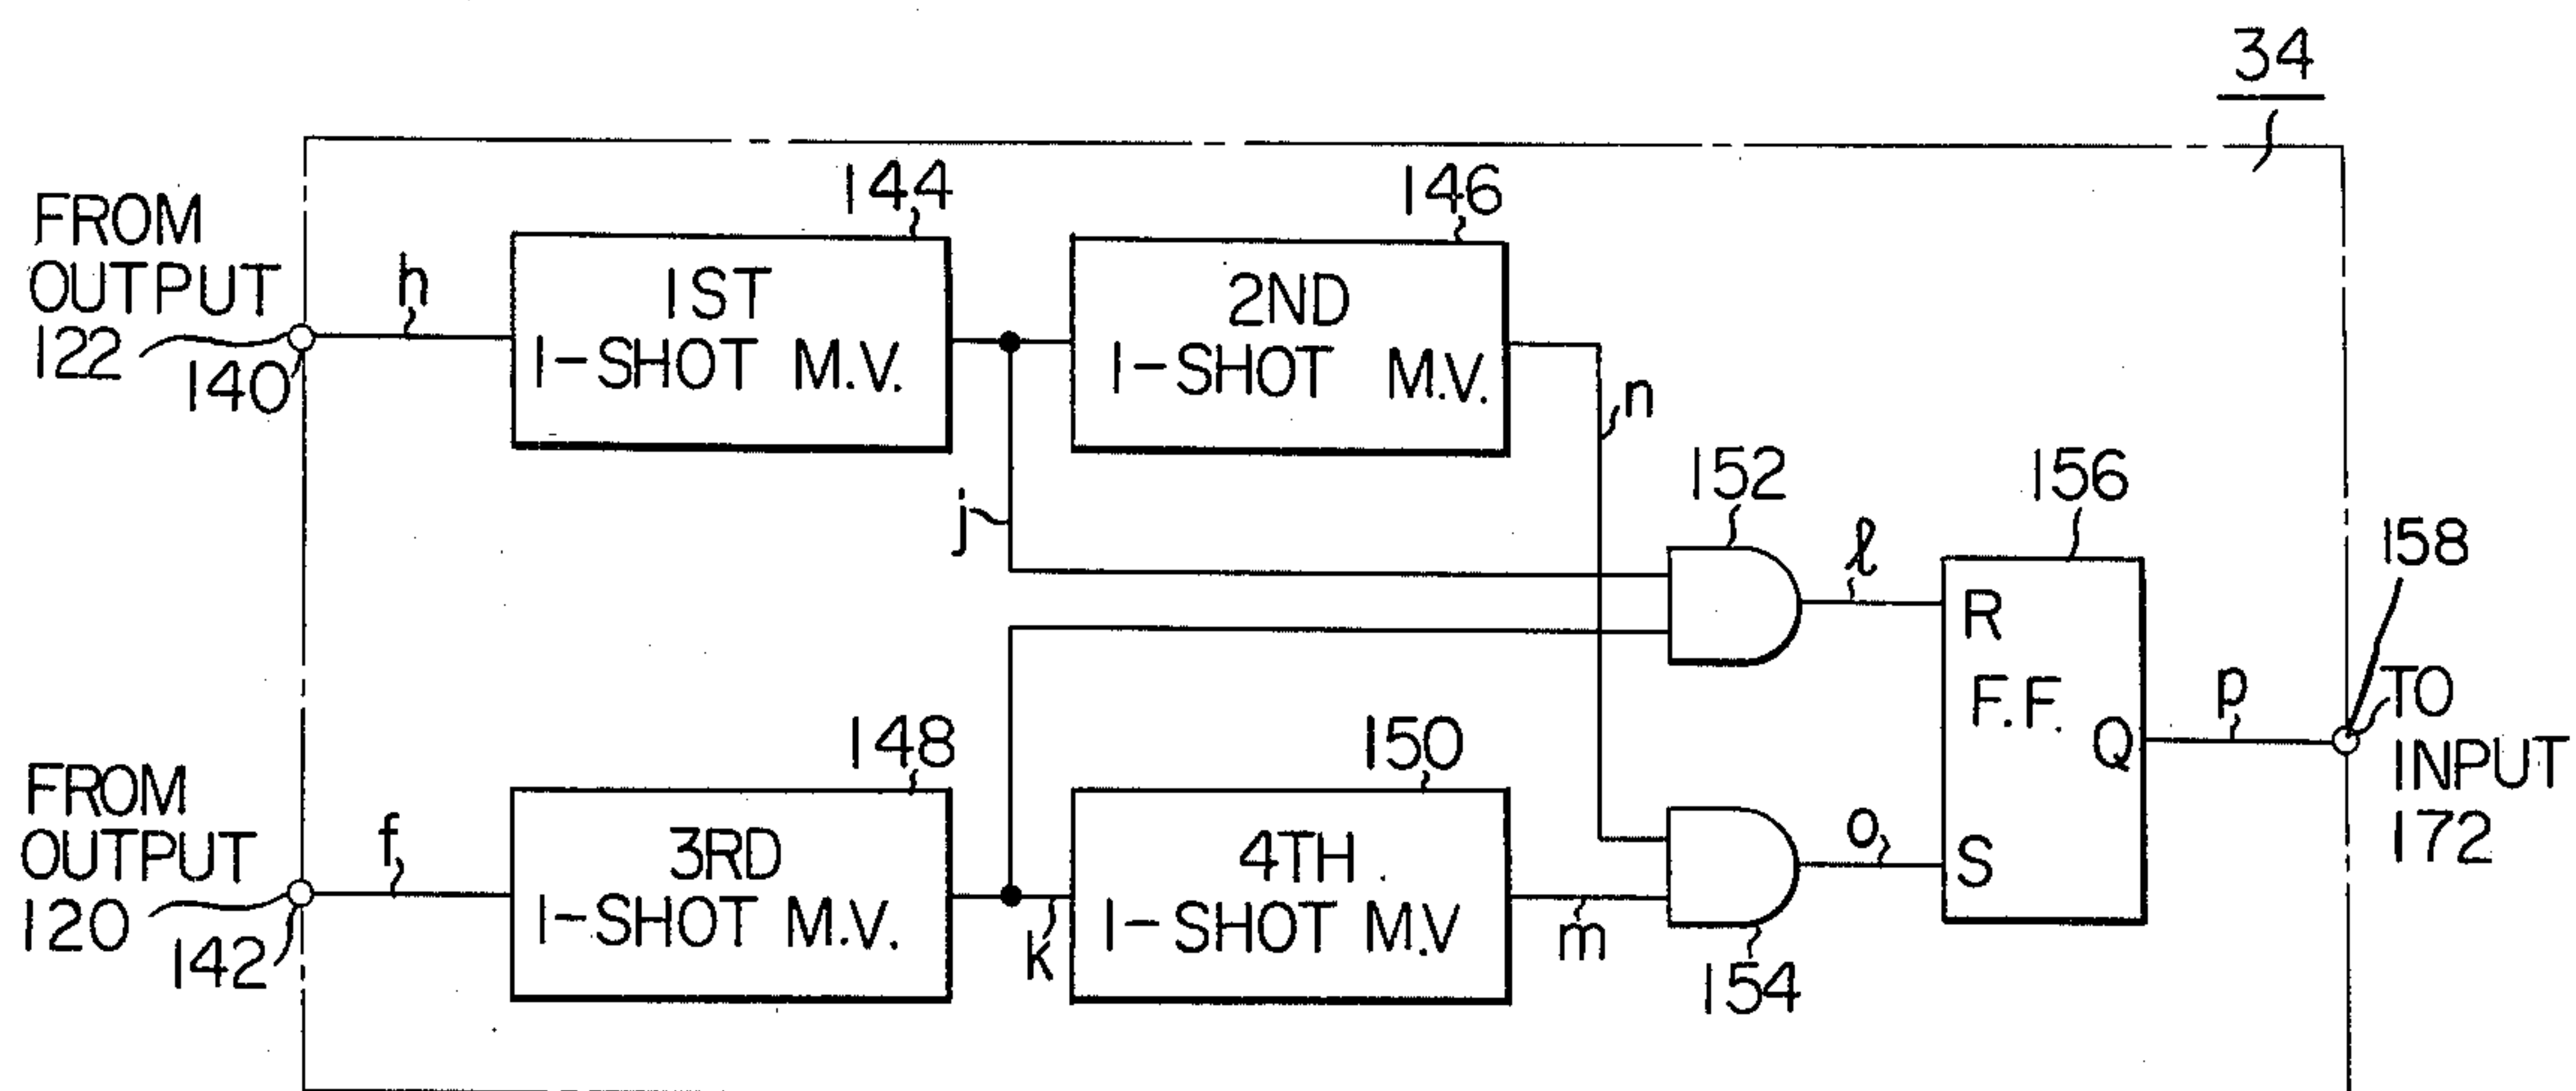 34
FROM
OUTPUT
122
140
h
144
1ST
1-SHOT M.V.
146
2ND
1-SHOT M.V.
n
j
152
ℓ
156
R
F.F.
Q
S
p
158
TO
INPUT
172
FROM
OUTPUT
120
142
f
148
3RD
1-SHOT M.V.
k
150
4TH
1-SHOT M.V
m
154
o